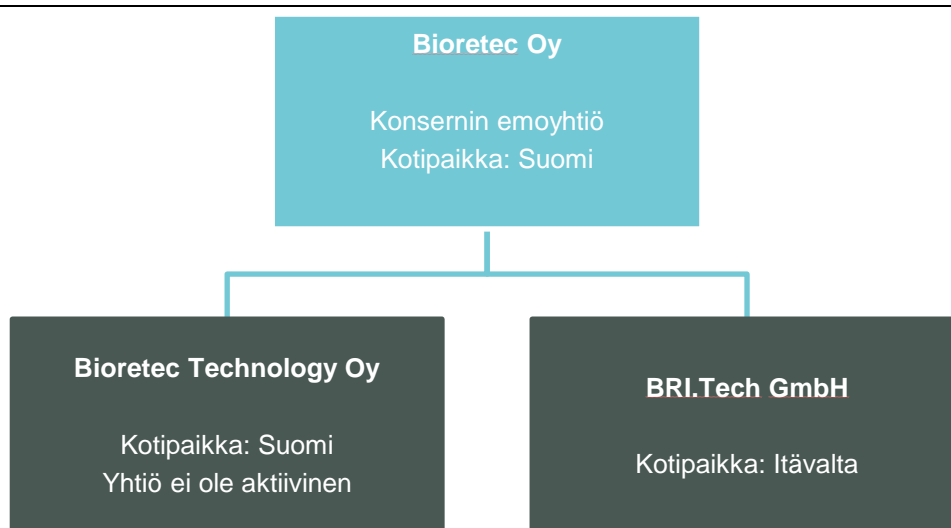 Bioretec Oy
Konsernin emoyhtiö
Kotipaikka: Suomi
Bioretec Technology Oy
Kotipaikka: Suomi
Yhtiö ei ole aktiivinen
BRI.Tech GmbH
Kotipaikka: Itävalta